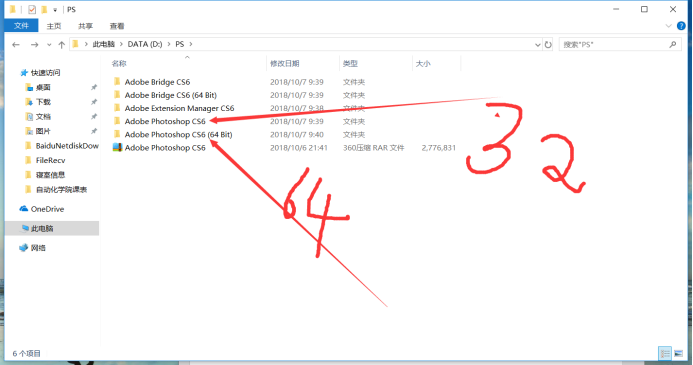 PS
文件 主页 共享 查看
此电脑 > DATA (D:) > PS > 搜索"PS"
名称 修改日期 类型 大小
快速访问
桌面
下载
文档
图片
BaiduNetdiskDow
FileRecv
寝室信息
自动化学院课表
OneDrive
此电脑
网络
Adobe Bridge CS6 2018/10/7 9:39 文件夹
Adobe Bridge CS6 (64 Bit) 2018/10/7 9:39 文件夹
Adobe Extension Manager CS6 2018/10/7 9:38 文件夹
Adobe Photoshop CS6 2018/10/7 9:39 文件夹
Adobe Photoshop CS6 (64 Bit) 2018/10/7 9:40 文件夹
Adobe Photoshop CS6 2018/10/6 21:41 360压缩 RAR 文件 2,776,831
32
64
6 个项目